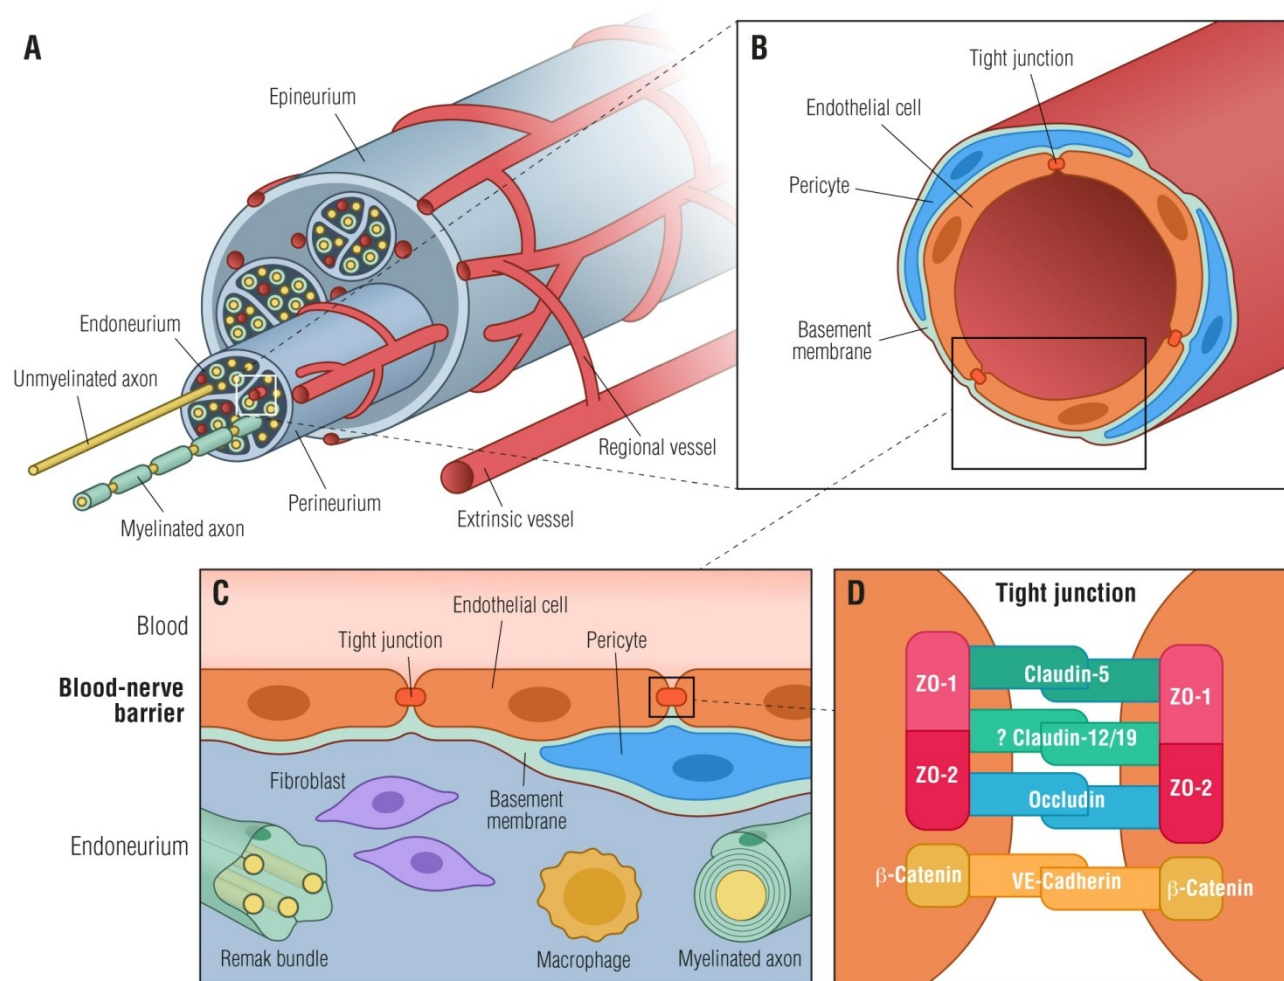 A
Epineurium
Endoneurium
Unmyelinated axon
Myelinated axon
Perineurium
Extrinsic vessel
Regional vessel
B
Tight junction
Endothelial cell
Pericyte
Basement
membrane
C
Blood
Blood-nerve
barrier
Endoneurium
Tight junction
Endothelial cell
Pericyte
Fibroblast
Basement
membrane
Remak bundle
Macrophage
Myelinated axon
D
Tight junction
ZO-1
Claudin-5
ZO-1
? Claudin-12/19
ZO-2
Occludin
ZO-2
β-Catenin
VE-Cadherin
β-Catenin